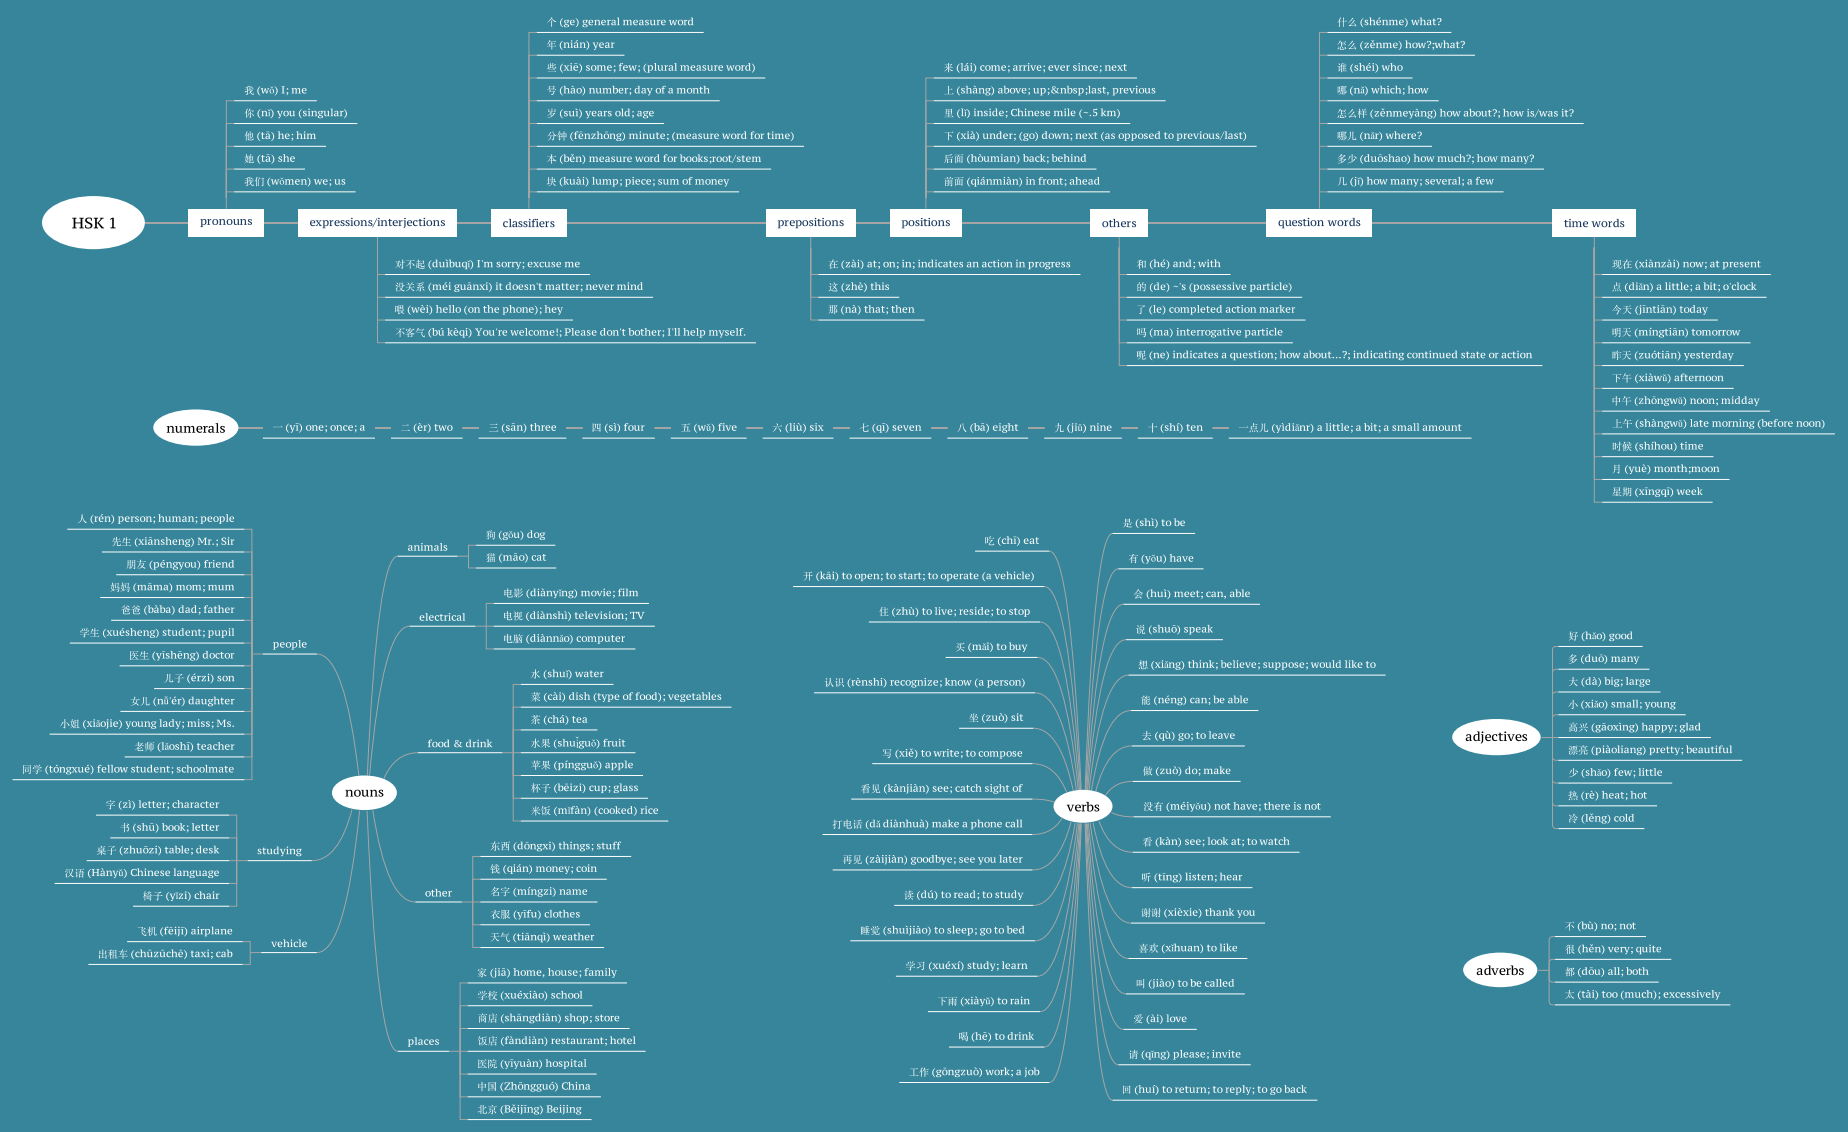 HSK 1
pronouns
我 (wǒ) I; me
你 (nǐ) you (singular)
他 (tā) he; him
她 (tā) she
我们 (wǒmen) we; us
expressions/interjections
对不起 (duìbuqǐ) I'm sorry; excuse me
没关系 (méi guānxi) it doesn't matter; never mind
喂 (wèi) hello (on the phone); hey
不客气 (bú kèqi) You're welcome!; Please don't bother; I'll help myself.
classifiers
个 (ge) general measure word
年 (nián) year
些 (xiē) some; few; (plural measure word)
号 (hào) number; day of a month
岁 (suì) years old; age
分钟 (fēnzhōng) minute; (measure word for time)
本 (běn) measure word for books;root/stem
块 (kuài) lump; piece; sum of money
prepositions
在 (zài) at; on; in; indicates an action in progress
这 (zhè) this
那 (nà) that; then
positions
来 (lái) come; arrive; ever since; next
上 (shàng) above; up;&nbsp;last, previous
里 (lǐ) inside; Chinese mile (~.5 km)
下 (xià) under; (go) down; next (as opposed to previous/last)
后面 (hòumian) back; behind
前面 (qiánmiàn) in front; ahead
others
和 (hé) and; with
的 (de) ~'s (possessive particle)
了 (le) completed action marker
吗 (ma) interrogative particle
呢 (ne) indicates a question; how about...?; indicating continued state or action
question words
什么 (shénme) what?
怎么 (zěnme) how?;what?
谁 (shéi) who
哪 (nǎ) which; how
怎么样 (zěnmeyàng) how about?; how is/was it?
哪儿 (nǎr) where?
多少 (duōshao) how much?; how many?
几 (jǐ) how many; several; a few
time words
现在 (xiànzài) now; at present
点 (diǎn) a little; a bit; o'clock
今天 (jīntiān) today
明天 (míngtiān) tomorrow
昨天 (zuótiān) yesterday
下午 (xiàwǔ) afternoon
中午 (zhōngwǔ) noon; midday
上午 (shàngwǔ) late morning (before noon)
时候 (shíhou) time
月 (yuè) month;moon
星期 (xīngqī) week
numerals
一 (yī) one; once; a
二 (èr) two
三 (sān) three
四 (sì) four
五 (wǔ) five
六 (liù) six
七 (qī) seven
八 (bā) eight
九 (jiǔ) nine
十 (shí) ten
一点儿 (yìdiǎnr) a little; a bit; a small amount
nouns
people
人 (rén) person; human; people
先生 (xiānsheng) Mr.; Sir
朋友 (péngyou) friend
妈妈 (māma) mom; mum
爸爸 (bàba) dad; father
学生 (xuésheng) student; pupil
医生 (yīshēng) doctor
儿子 (érzi) son
女儿 (nǚ'ér) daughter
小姐 (xiǎojie) young lady; miss; Ms.
老师 (lǎoshī) teacher
同学 (tóngxué) fellow student; schoolmate
studying
字 (zì) letter; character
书 (shū) book; letter
桌子 (zhuōzi) table; desk
汉语 (Hànyǔ) Chinese language
椅子 (yǐzi) chair
vehicle
飞机 (fēijī) airplane
出租车 (chūzūchē) taxi; cab
animals
狗 (gǒu) dog
猫 (māo) cat
electrical
电影 (diànyǐng) movie; film
电视 (diànshì) television; TV
电脑 (diànnǎo) computer
food & drink
水 (shuǐ) water
菜 (cài) dish (type of food); vegetables
茶 (chá) tea
水果 (shuǐguǒ) fruit
苹果 (píngguǒ) apple
杯子 (bēizi) cup; glass
米饭 (mǐfàn) (cooked) rice
other
东西 (dōngxi) things; stuff
钱 (qián) money; coin
名字 (míngzi) name
衣服 (yīfu) clothes
天气 (tiānqì) weather
places
家 (jiā) home, house; family
学校 (xuéxiào) school
商店 (shāngdiàn) shop; store
饭店 (fàndiàn) restaurant; hotel
医院 (yīyuàn) hospital
中国 (Zhōngguó) China
北京 (Běijīng) Beijing
verbs
吃 (chī) eat
开 (kāi) to open; to start; to operate (a vehicle)
住 (zhù) to live; reside; to stop
买 (mǎi) to buy
认识 (rènshi) recognize; know (a person)
坐 (zuò) sit
写 (xiě) to write; to compose
看见 (kànjiàn) see; catch sight of
打电话 (dǎ diànhuà) make a phone call
再见 (zàijiàn) goodbye; see you later
读 (dú) to read; to study
睡觉 (shuìjiào) to sleep; go to bed
学习 (xuéxí) study; learn
下雨 (xiàyǔ) to rain
喝 (hē) to drink
工作 (gōngzuò) work; a job
是 (shì) to be
有 (yǒu) have
会 (huì) meet; can, able
说 (shuō) speak
想 (xiǎng) think; believe; suppose; would like to
能 (néng) can; be able
去 (qù) go; to leave
做 (zuò) do; make
没有 (méiyǒu) not have; there is not
看 (kàn) see; look at; to watch
听 (tīng) listen; hear
谢谢 (xièxie) thank you
喜欢 (xǐhuan) to like
叫 (jiào) to be called
爱 (ài) love
请 (qǐng) please; invite
回 (huí) to return; to reply; to go back
adjectives
好 (hǎo) good
多 (duō) many
大 (dà) big; large
小 (xiǎo) small; young
高兴 (gāoxìng) happy; glad
漂亮 (piàoliang) pretty; beautiful
少 (shǎo) few; little
热 (rè) heat; hot
冷 (lěng) cold
adverbs
不 (bù) no; not
很 (hěn) very; quite
都 (dōu) all; both
太 (tài) too (much); excessively